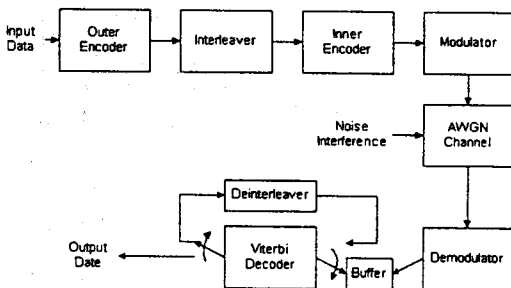 Input
Data
Outer
Encoder
Interleaver
Inner
Encoder
Modulator
Noise
Interference
AWGN
Channel
Deinterleaver
Output
Date
Viterbi
Decoder
Buffer
Demodulator